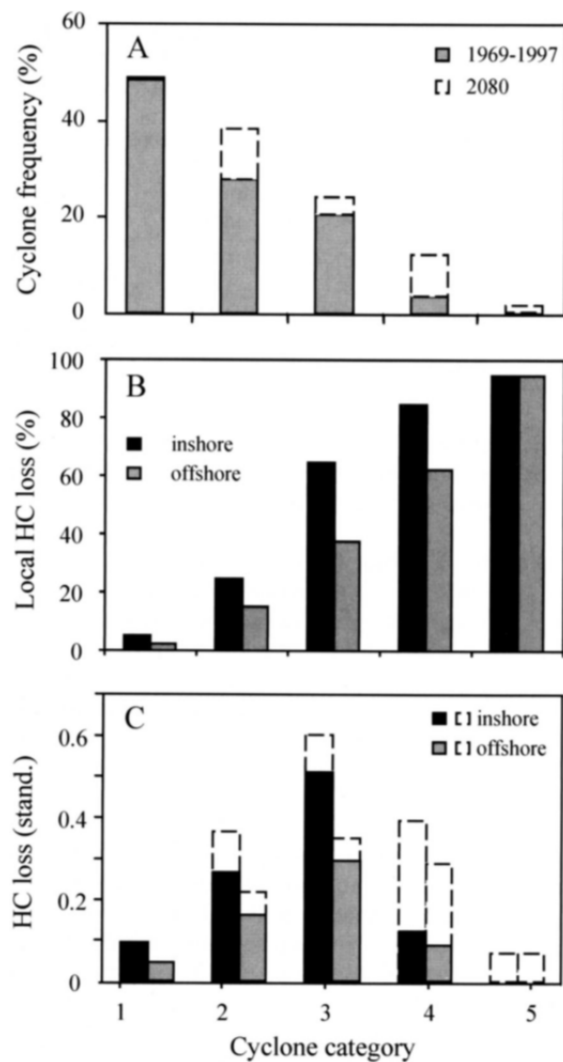 A
Cyclone frequency (%)
60
40
20
0
1969-1997
2080
B
Local HC loss (%)
100
80
60
40
20
0
inshore
offshore
C
HC loss (stand.)
0.6
0.4
0.2
0
inshore
offshore
1 2 3 4 5
Cyclone category